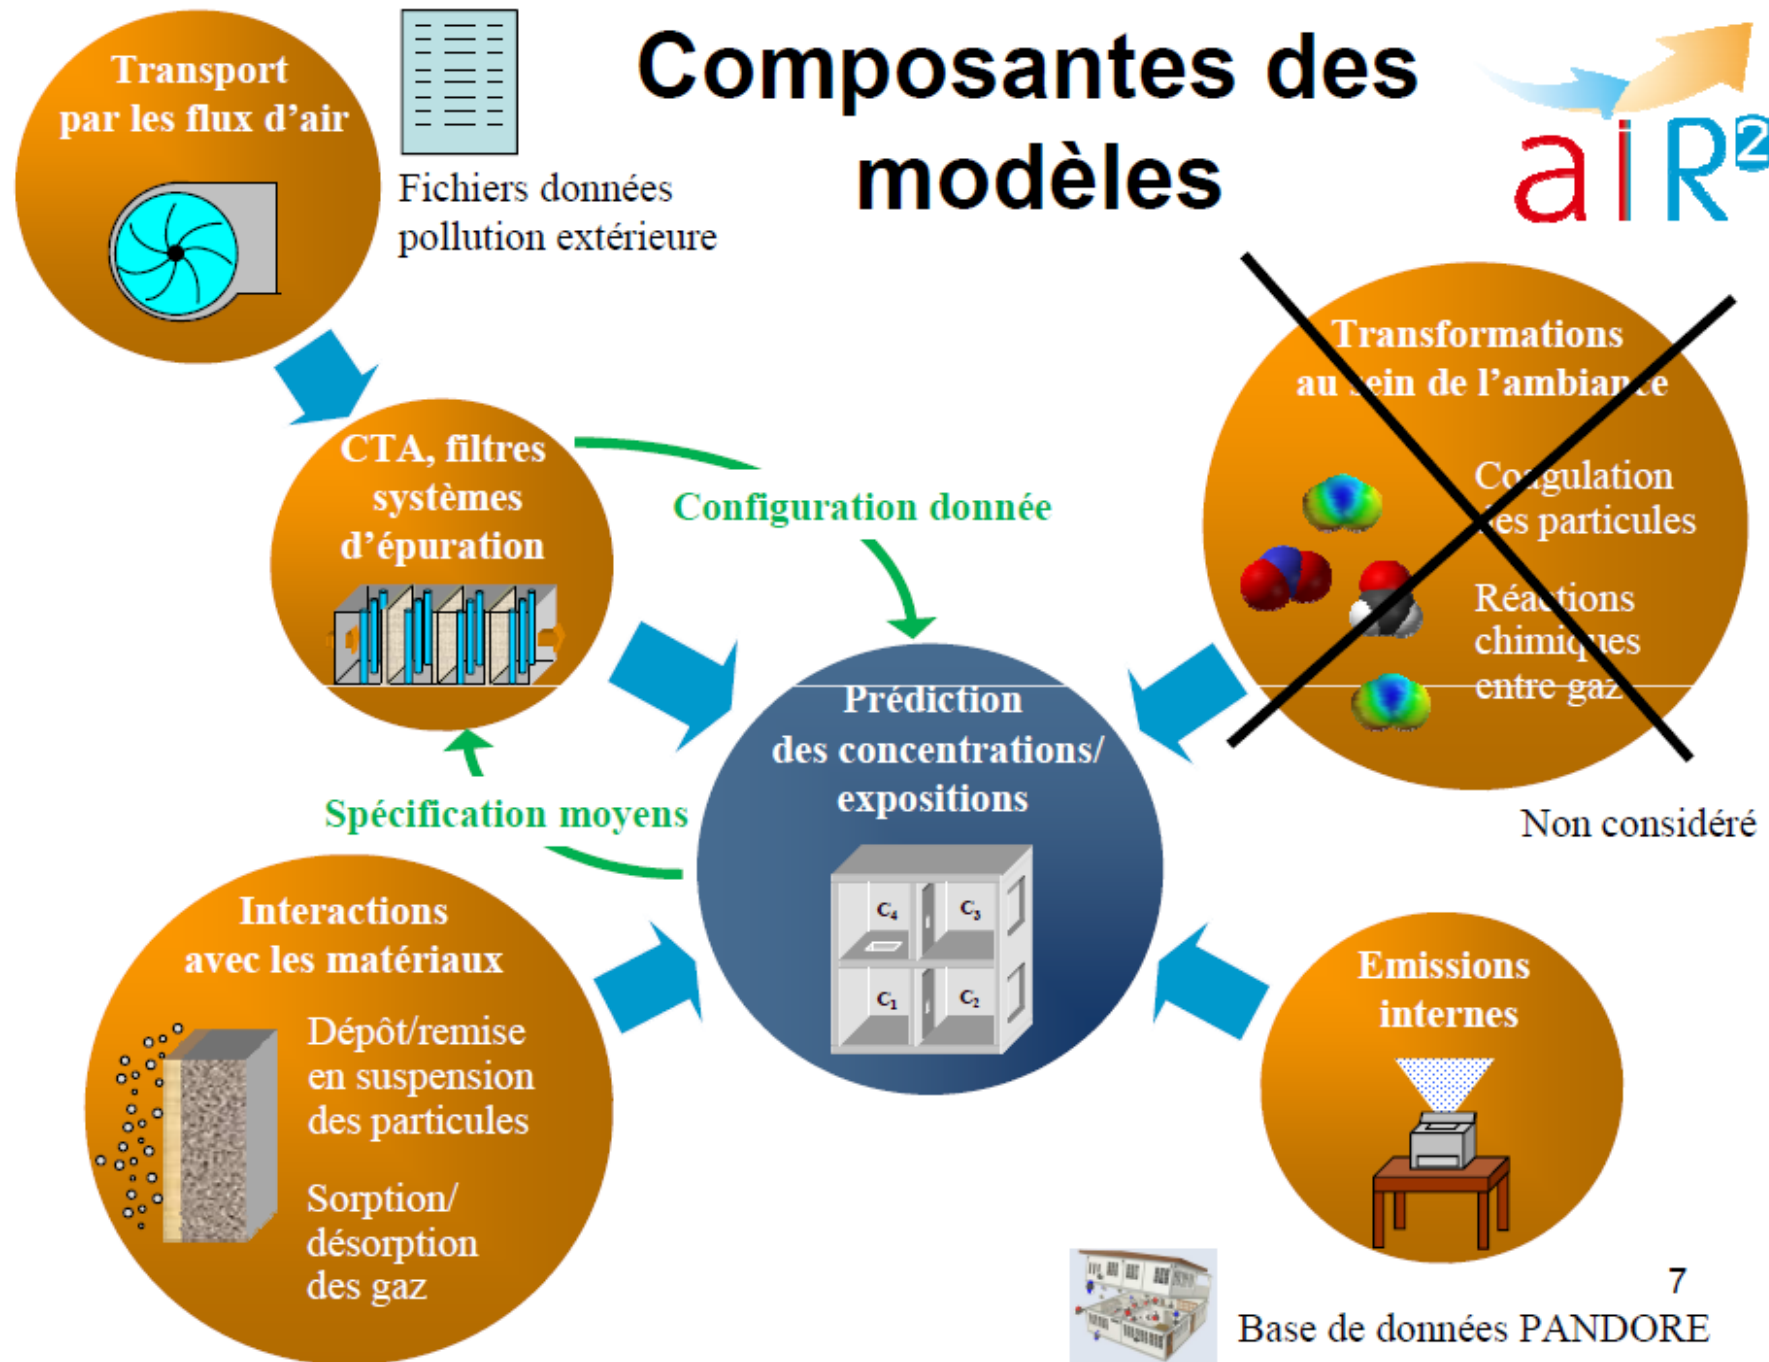 Composantes des
modèles
aiR²
Transport
par les flux d'air
Fichiers données
pollution extérieure
CTA, filtres
systèmes
d'épuration
Configuration donnée
Transformations
au sein de l'ambiance
Coagulation
des particules
Réactions
chimiques
entre gaz
Non considéré
Prédiction
des concentrations/
expositions
C₄
C₃
C₁
C₂
Spécification moyens
Interactions
avec les matériaux
Dépôt/remise
en suspension
des particules
Sorption/
désorption
des gaz
Emissions
internes
Base de données PANDORE
7